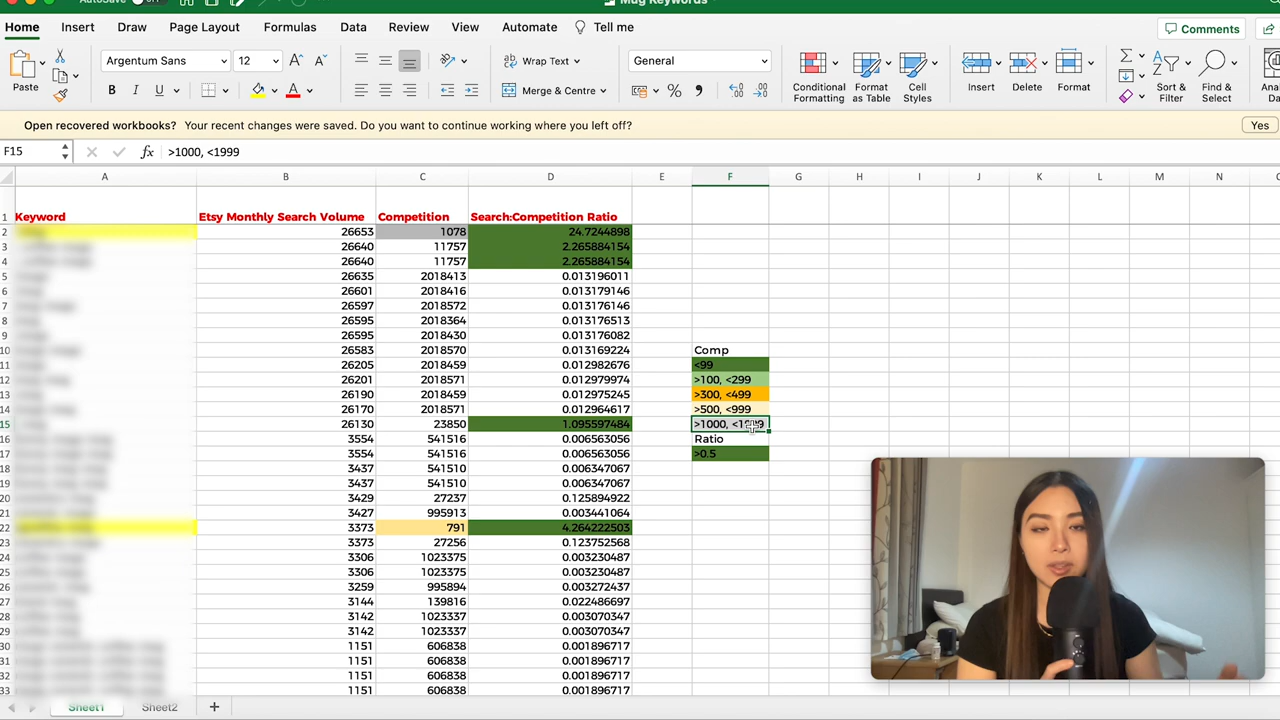 AutoSave
Mug Keywords
Home Insert Draw Page Layout Formulas Data Review View Automate Tell me Comments
Paste
Argentum Sans 12 A A
B I U A
Wrap Text
Merge & Centre
General
% 9
Conditional Formatting
Format as Table
Cell Styles
Insert
Delete
Format
Sort & Filter
Find & Select
Open recovered workbooks? Your recent changes were saved. Do you want to continue working where you left off? Yes
F15 fx >1000, <1999
A B C D E F G H I J K L M N
1 Keyword Etsy Monthly Search Volume Competition Search:Competition Ratio
2 26653 1078 24.7244898
3 26640 11757 2.265884154
4 26640 11757 2.265884154
5 26635 2018413 0.013196011
6 26601 2018416 0.013179146
7 26597 2018572 0.013176146
8 26595 2018364 0.013176513
9 26595 2018430 0.013176082
10 26583 2018570 0.013169224 Comp
11 26205 2018459 0.012982676 <99
12 26201 2018571 0.012979974 >100, <299
13 26190 2018459 0.012975245 >300, <499
14 26170 2018571 0.012964617 >500, <999
15 26130 23850 1.095597484 >1000, <1999
16 3554 541516 0.006563056 Ratio
17 3554 541516 0.006563056 >0.5
18 3437 541510 0.006347067
19 3437 541510 0.006347067
20 3429 27237 0.125894922
21 3427 995913 0.003441064
22 3373 791 4.264222503
23 3373 27256 0.123752568
24 3306 1023375 0.003230487
25 3306 1023375 0.003230487
26 3259 995894 0.003272437
27 3144 139816 0.022486697
28 3142 1023337 0.003070347
29 3142 1023337 0.003070347
30 1151 606838 0.001896717
31 1151 606838 0.001896717
32 1151 606838 0.001896717
33 1151 606838 0.001896717
Sheet1 Sheet2 +